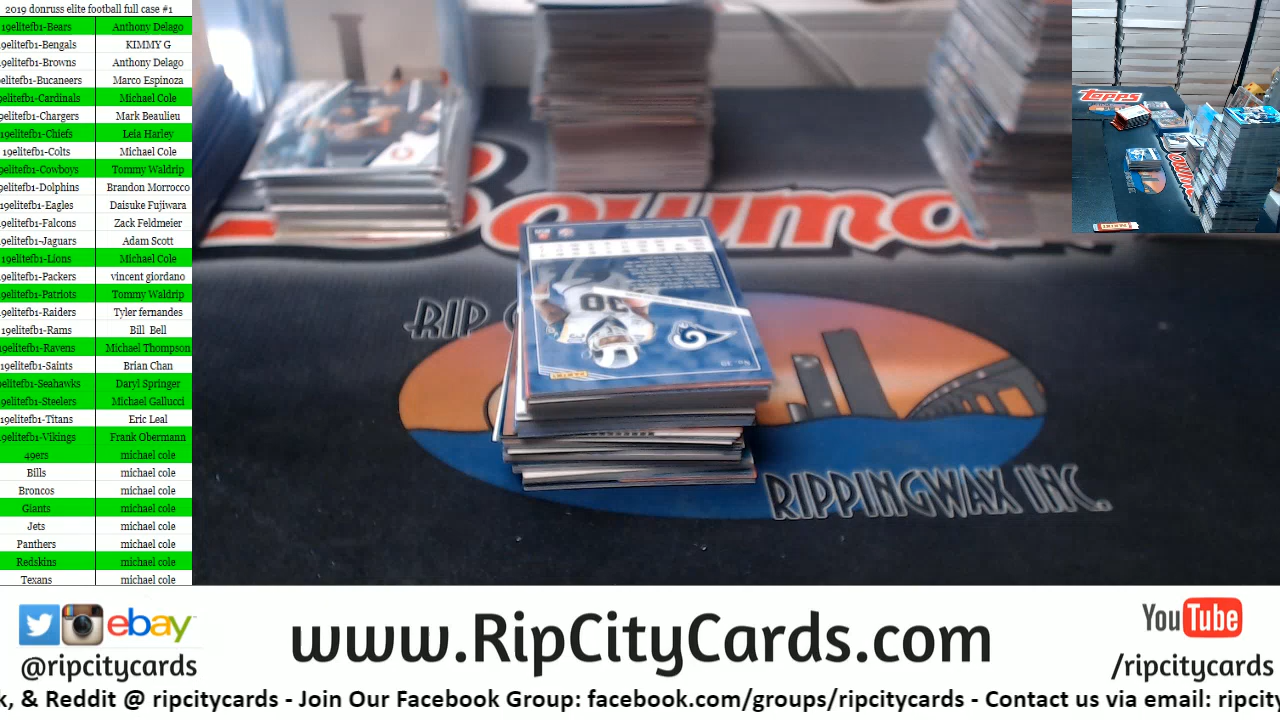 2019 donruss elite football full case #1
19elitefb1-Bears Anthony Delago
19elitefb1-Bengals KIMMY G
19elitefb1-Browns Anthony Delago
elitefb1-Bucaneers Marco Espinoza
elitefb1-Cardinals Michael Cole
elitefb1-Chargers Mark Beaulieu
19elitefb1-Chiefs Leia Harley
19elitefb1-Colts Michael Cole
elitefb1-Cowboys Tommy Waldrip
elitefb1-Dolphins Brandon Morrocco
19elitefb1-Eagles Daisuke Fujiwara
19elitefb1-Falcons Zack Feldmeier
19elitefb1-Jaguars Adam Scott
19elitefb1-Lions Michael Cole
19elitefb1-Packers vincent giordano
19elitefb1-Patriots Tommy Waldrip
19elitefb1-Raiders Tyler fernandes
19elitefb1-Rams Bill Bell
19elitefb1-Ravens Michael Thompson
19elitefb1-Saints Brian Chan
elitefb1-Seahawks Daryl Springer
19elitefb1-Steelers Michael Gallucci
19elitefb1-Titans Eric Leal
19elitefb1-Vikings Frank Obermann
49ers michael cole
Bills michael cole
Broncos michael cole
Giants michael cole
Jets michael cole
Panthers michael cole
Redskins michael cole
Texans michael cole
Topps
Bowma
RIP C
30
PANINI
RIPPINGWAX INC.
ebay
@ripcitycards
www.RipCityCards.com
YouTube
/ripcitycards
k, & Reddit @ ripcitycards - Join Our Facebook Group: facebook.com/groups/ripcitycards - Contact us via email: ripcity